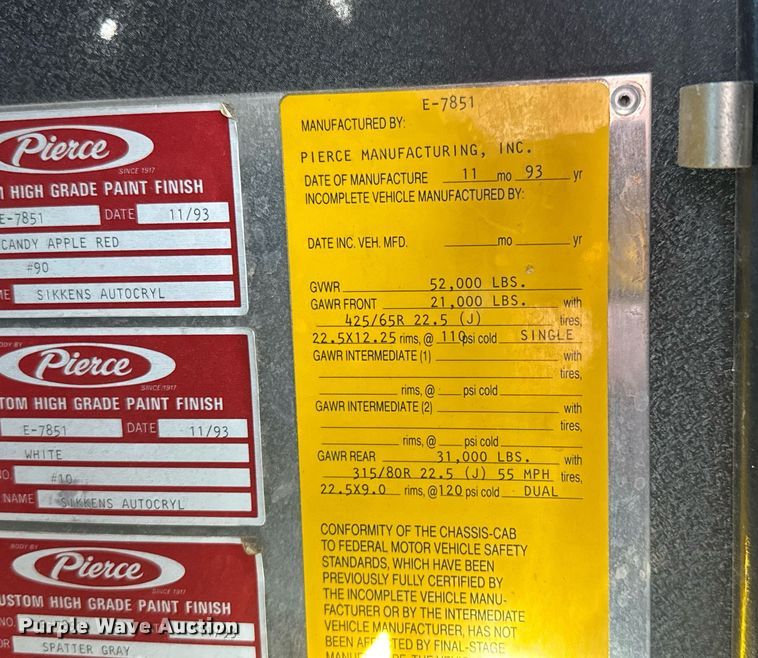 Pierce
SINCE 1917
HIGH GRADE PAINT FINISH
E-7851 DATE 11/93
CANDY APPLE RED
#90
SIKKENS AUTOCRYL
Pierce
SINCE 1917
TOM HIGH GRADE PAINT FINISH
E-7851 DATE 11/93
WHITE
NO. #10
NAME SIKKENS AUTOCRYL
BODY BY
Pierce
SINCE 1917
USTOM HIGH GRADE PAINT FINISH
NO.
OR SPATTER GRAY
E-7851
MANUFACTURED BY:
PIERCE MANUFACTURING, INC.
DATE OF MANUFACTURE 11 mo 93 yr
INCOMPLETE VEHICLE MANUFACTURED BY:
DATE INC. VEH. MFD. mo yr
GVWR 52,000 LBS.
GAWR FRONT 21,000 LBS. with
425/65R 22.5 (J) tires,
22.5X12.25 rims, @ 110 psi cold SINGLE
GAWR INTERMEDIATE (1) with
tires,
rims, @ psi cold
GAWR INTERMEDIATE (2) with
tires,
rims, @ psi cold
GAWR REAR 31,000 LBS. with
315/80R 22.5 (J) 55 MPH tires,
22.5X9.0 rims, @ 120 psi cold DUAL
CONFORMITY OF THE CHASSIS-CAB
TO FEDERAL MOTOR VEHICLE SAFETY
STANDARDS, WHICH HAVE BEEN
PREVIOUSLY FULLY CERTIFIED BY
THE INCOMPLETE VEHICLE MANU-
FACTURER OR BY THE INTERMEDIATE
VEHICLE MANUFACTURER, HAS NOT
BEEN AFFECTED BY FINAL-STAGE
Purple Wave Auction